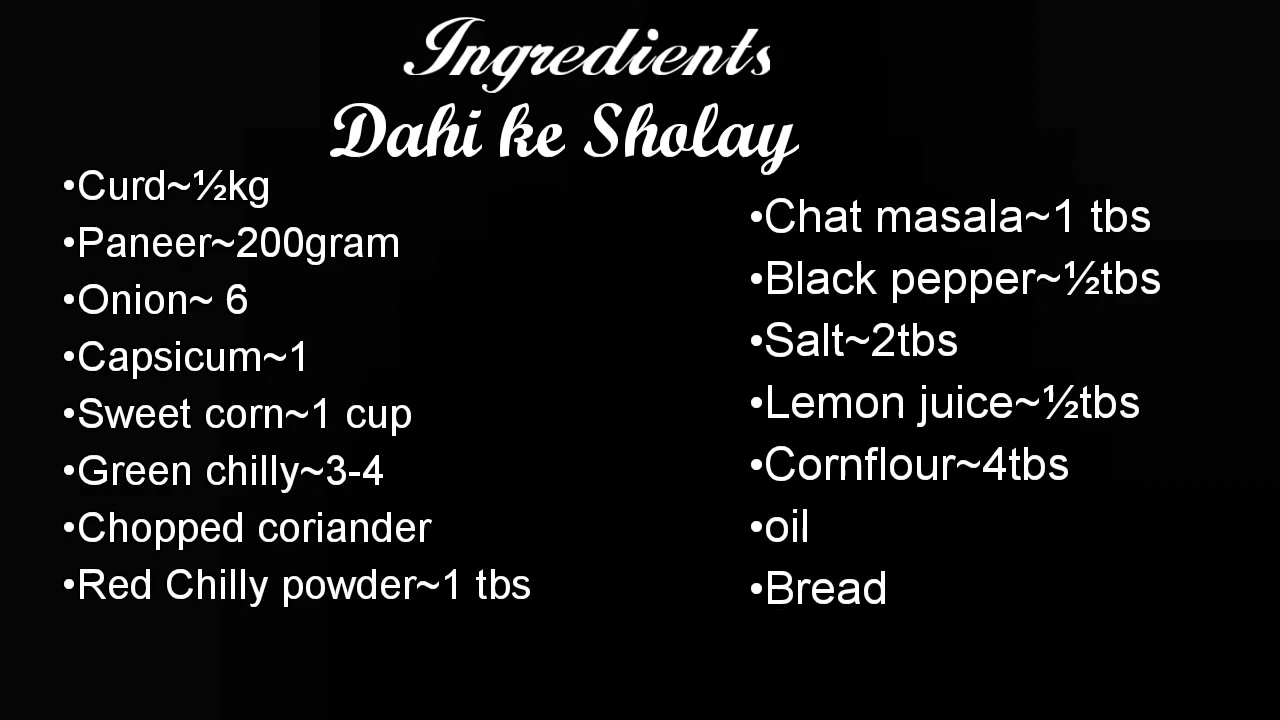 Ingredients
Dahi ke Sholay
•Curd~½kg
•Paneer~200gram
•Onion~ 6
•Capsicum~1
•Sweet corn~1 cup
•Green chilly~3-4
•Chopped coriander
•Red Chilly powder~1 tbs
•Chat masala~1 tbs
•Black pepper~½tbs
•Salt~2tbs
•Lemon juice~½tbs
•Cornflour~4tbs
•oil
•Bread